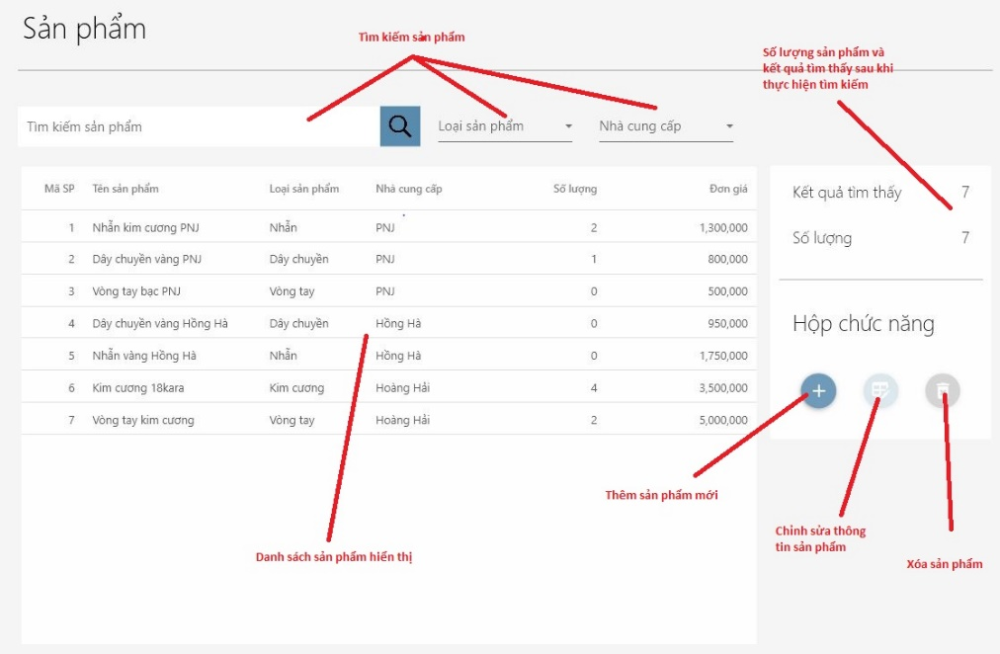 Sản phẩm
Tìm kiếm sản phẩm
Số lượng sản phẩm và
kết quả tìm thấy sau khi
thực hiện tìm kiếm
Tìm kiếm sản phẩm
Loại sản phẩm
Nhà cung cấp
Mã SP Tên sản phẩm Loại sản phẩm Nhà cung cấp Số lượng Đơn giá
1 Nhẫn kim cương PNJ Nhẫn PNJ 2 1,300,000
2 Dây chuyền vàng PNJ Dây chuyền PNJ 1 800,000
3 Vòng tay bạc PNJ Vòng tay PNJ 0 500,000
4 Dây chuyền vàng Hồng Hà Dây chuyền Hồng Hà 0 950,000
5 Nhẫn vàng Hồng Hà Nhẫn Hồng Hà 0 1,750,000
6 Kim cương 18kara Kim cương Hoàng Hải 4 3,500,000
7 Vòng tay kim cương Vòng tay Hoàng Hải 2 5,000,000
Kết quả tìm thấy 7
Số lượng 7
Hộp chức năng
Thêm sản phẩm mới
Chỉnh sửa thông
tin sản phẩm
Xóa sản phẩm
Danh sách sản phẩm hiển thị